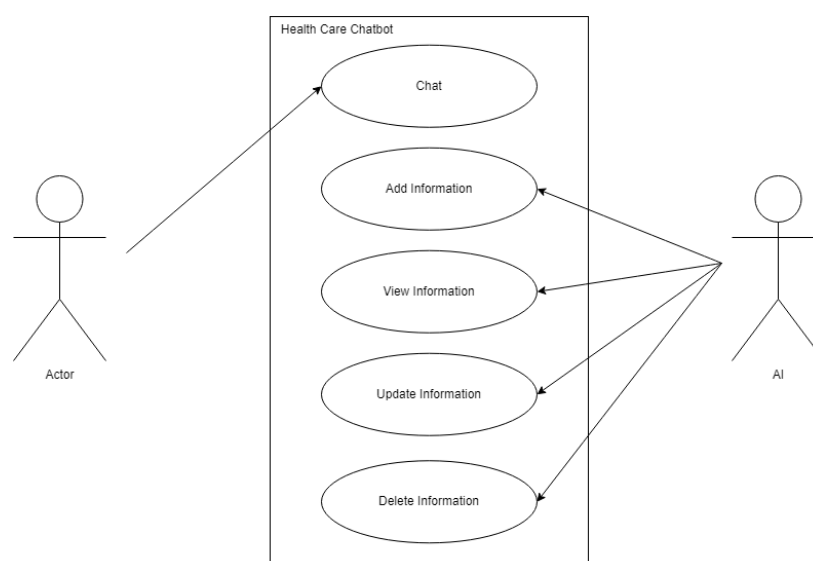 Health Care Chatbot
Chat
Add Information
View Information
Update Information
Delete Information
Actor
AI